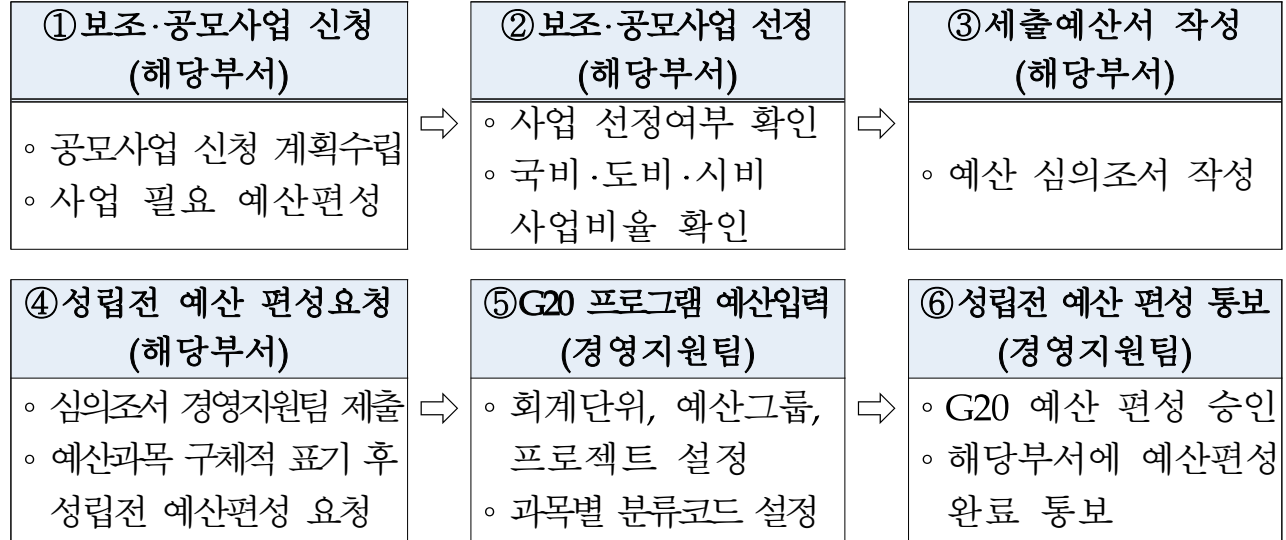 ①보조·공모사업 신청
(해당부서)
◦ 공모사업 신청 계획수립
◦ 사업 필요 예산편성
⇨
②보조·공모사업 선정
(해당부서)
◦ 사업 선정여부 확인
◦ 국비·도비·시비
사업비율 확인
⇨
③세출예산서 작성
(해당부서)
◦ 예산 심의조서 작성
④성립전 예산 편성요청
(해당부서)
◦ 심의조서 경영지원팀 제출
◦ 예산과목 구체적 표기 후
성립전 예산편성 요청
⇨
⑤G20 프로그램 예산입력
(경영지원팀)
◦ 회계단위, 예산그룹,
프로젝트 설정
◦ 과목별 분류코드 설정
⇨
⑥성립전 예산 편성 통보
(경영지원팀)
◦ G20 예산 편성 승인
◦ 해당부서에 예산편성
완료 통보